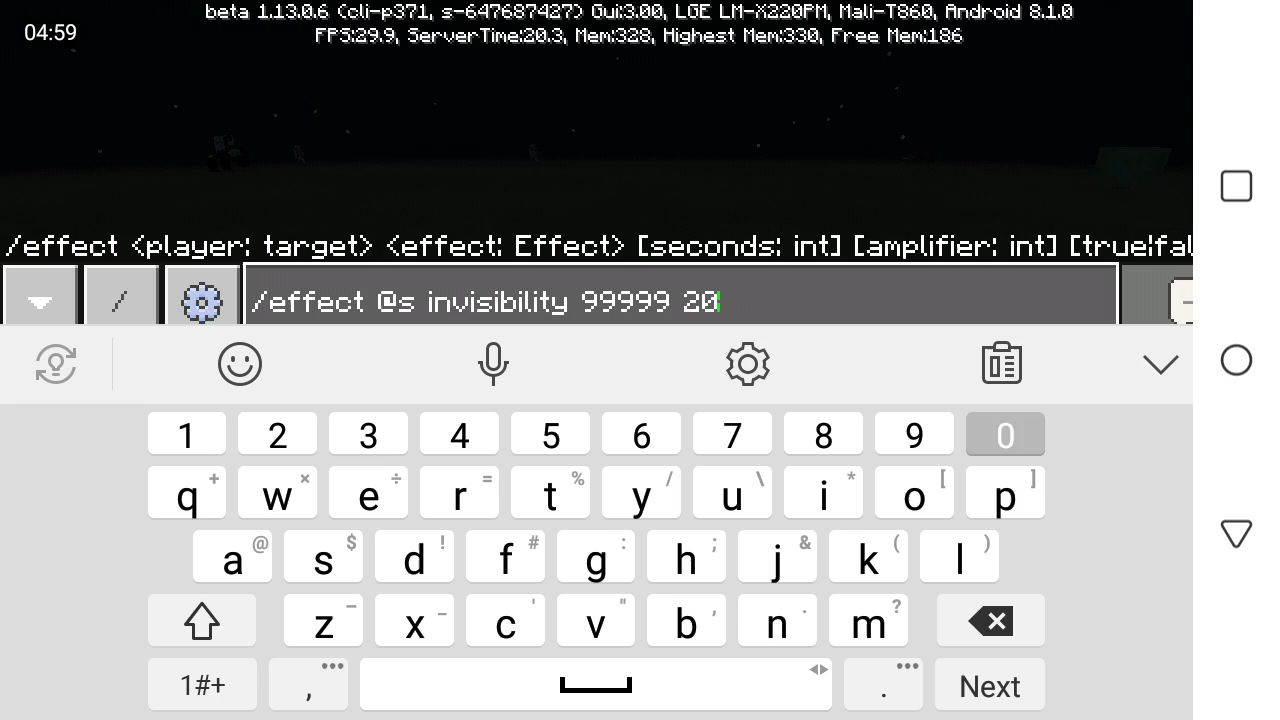 beta 1.13.0.6 (cli-p371, s-647687427) Gui:3.00, LGE LM-X220PM, Mali-T860, Android 8.1.0
04:59
FPS:29.9, ServerTime:20.3, Mem:328, Highest Mem:330, Free Mem:186
/effect <player: target> <effect: Effect> [seconds: int] [amplifier: int] [true|fal
/ /effect @s invisibility 99999 20
1 2 3 4 5 6 7 8 9 0
q + w × e ÷ r = t % y / u \ i * o [ p ]
a @ s $ d ! f # g : h ; j & k ( l )
z – x - c ' v " b , n . m ?
1#+ , ... . ... Next